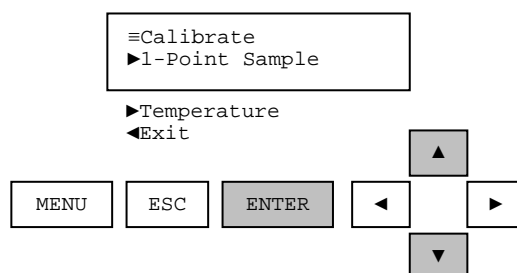 ≡Calibrate
►1-Point Sample
►Temperature
◄Exit
▲
MENU ESC ENTER ◄ ►
▼